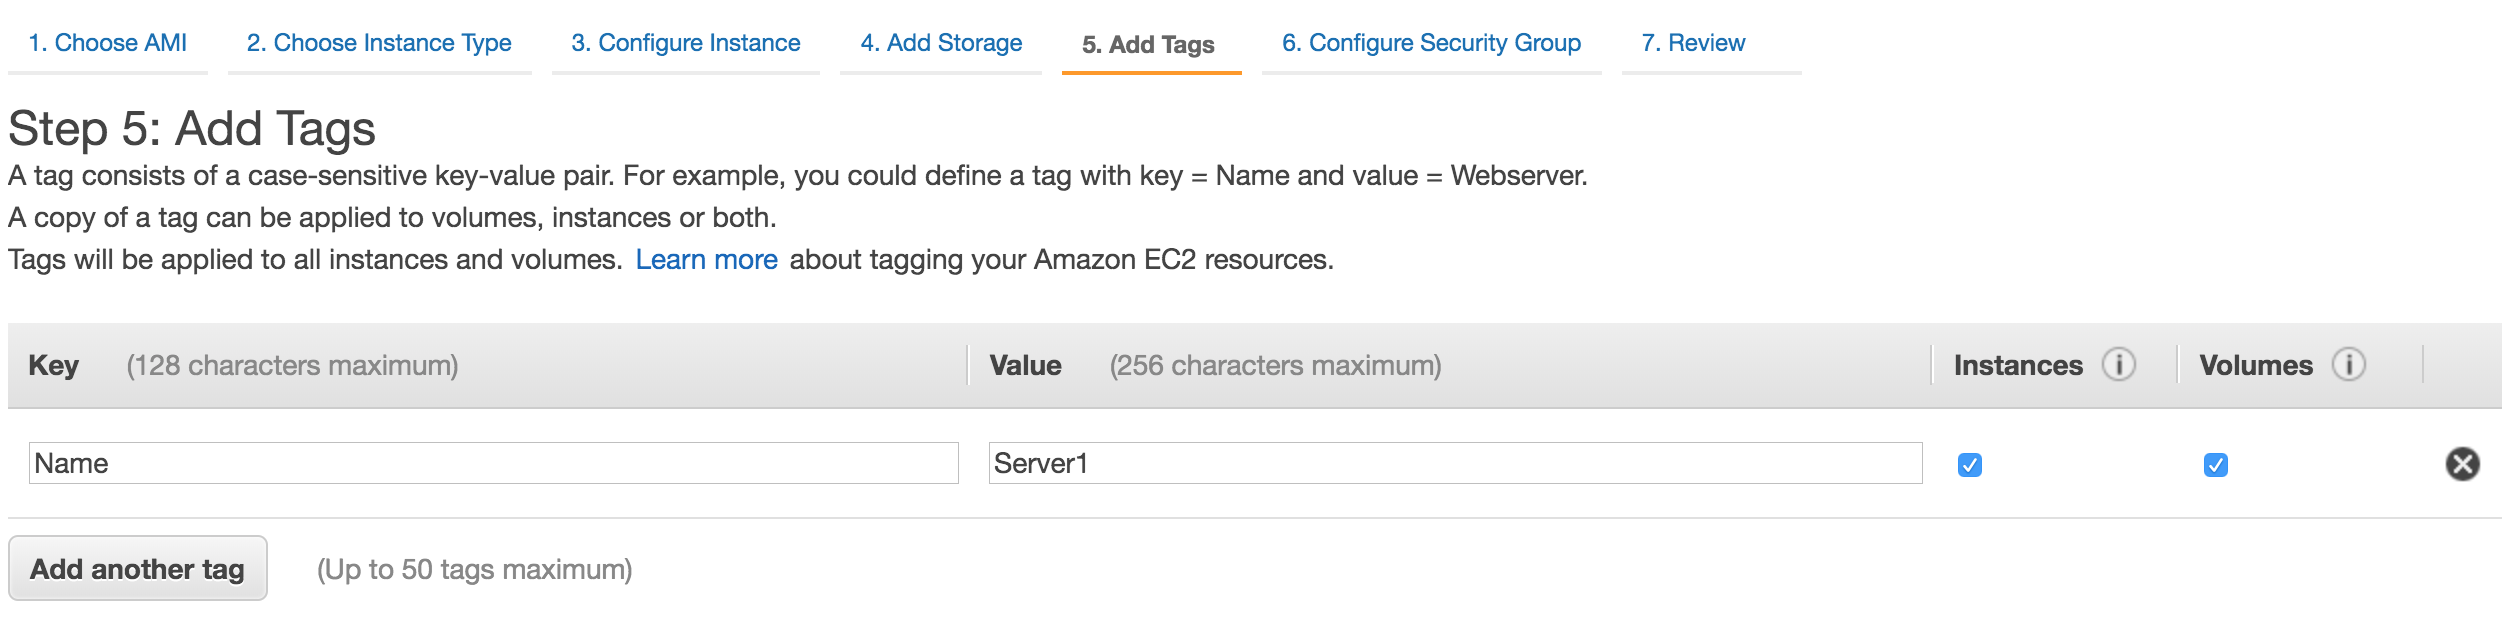 1. Choose AMI 2. Choose Instance Type 3. Configure Instance 4. Add Storage 5. Add Tags 6. Configure Security Group 7. Review
Step 5: Add Tags
A tag consists of a case-sensitive key-value pair. For example, you could define a tag with key = Name and value = Webserver.
A copy of a tag can be applied to volumes, instances or both.
Tags will be applied to all instances and volumes. Learn more about tagging your Amazon EC2 resources.
Key (128 characters maximum) Value (256 characters maximum) Instances i Volumes i
Name Server1
Add another tag (Up to 50 tags maximum)